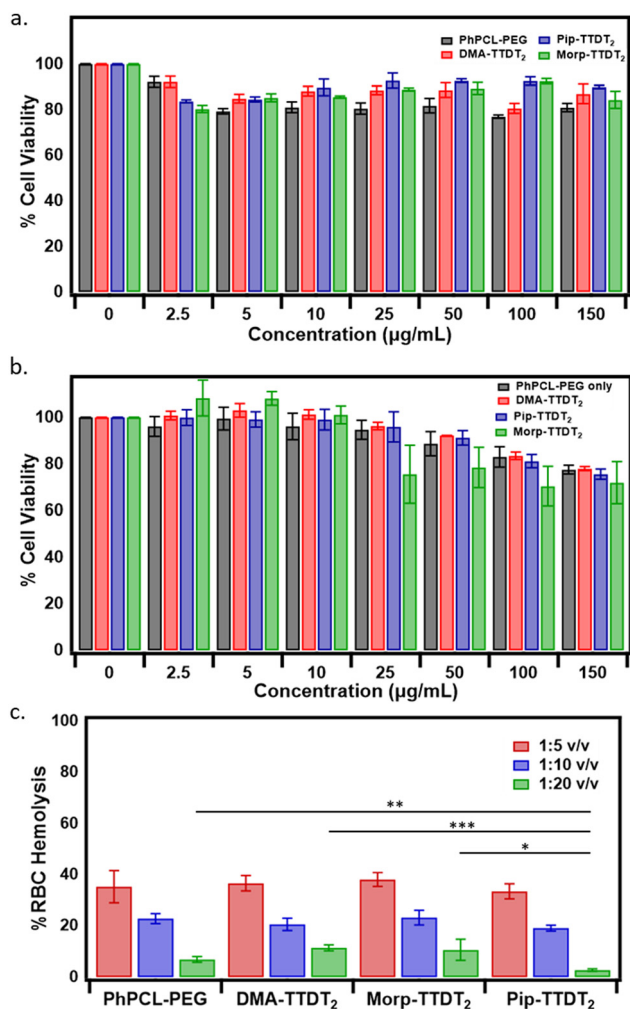 a.
PhPCL-PEG
Pip-TTDT₂
DMA-TTDT₂
Morp-TTDT₂
% Cell Viability
100
80
60
40
20
0
0 2.5 5 10 25 50 100 150
Concentration (µg/mL)
b.
PhPCL-PEG only
DMA-TTDT₂
Pip-TTDT₂
Morp-TTDT₂
% Cell Viability
100
80
60
40
20
0
0 2.5 5 10 25 50 100 150
Concentration (µg/mL)
c.
1:5 v/v
1:10 v/v
1:20 v/v
% RBC Hemolysis
100
80
60
40
20
0
**
***
*
PhPCL-PEG DMA-TTDT₂ Morp-TTDT₂ Pip-TTDT₂